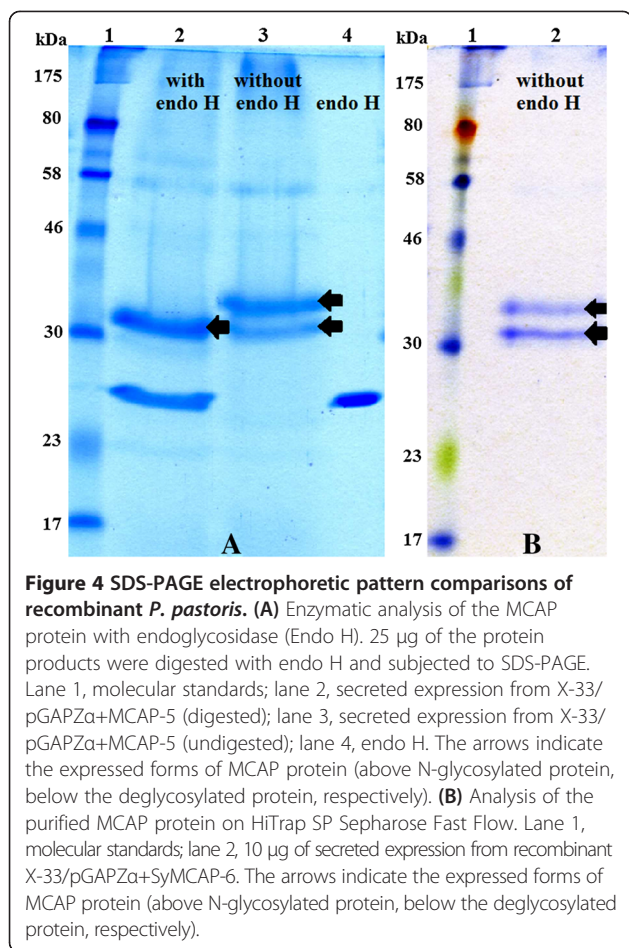 kDa 1 2 3 4
with endo H without endo H endo H
175
80
58
46
30
23
17
A
kDa 1 2
without endo H
175
80
58
46
30
23
17
B
Figure 4 SDS-PAGE electrophoretic pattern comparisons of
recombinant P. pastoris. (A) Enzymatic analysis of the MCAP
protein with endoglycosidase (Endo H). 25 μg of the protein
products were digested with endo H and subjected to SDS-PAGE.
Lane 1, molecular standards; lane 2, secreted expression from X-33/
pGAPZα+MCAP-5 (digested); lane 3, secreted expression from X-33/
pGAPZα+MCAP-5 (undigested); lane 4, endo H. The arrows indicate
the expressed forms of MCAP protein (above N-glycosylated protein,
below the deglycosylated protein, respectively). (B) Analysis of the
purified MCAP protein on HiTrap SP Sepharose Fast Flow. Lane 1,
molecular standards; lane 2, 10 μg of secreted expression from recombinant
X-33/pGAPZα+SyMCAP-6. The arrows indicate the expressed forms of
MCAP protein (above N-glycosylated protein, below the deglycosylated
protein, respectively).